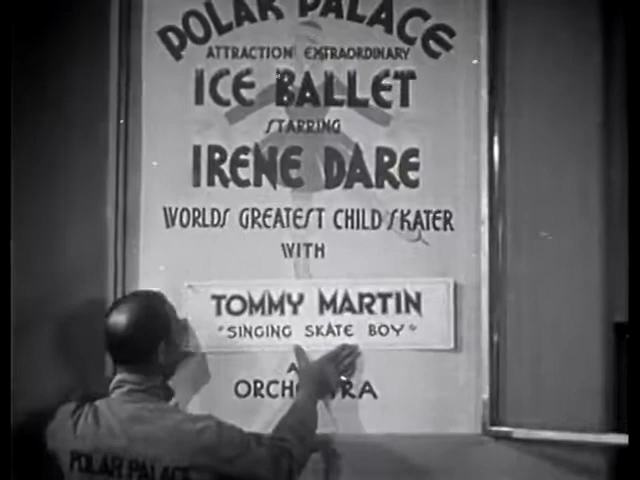 POLAR PALACE
ATTRACTION EXTRAORDINARY
ICE BALLET
STARRING
IRENE DARE
WORLDS GREATEST CHILD SKATER
WITH
TOMMY MARTIN
"SINGING SKATE BOY"
POLAR PALACE